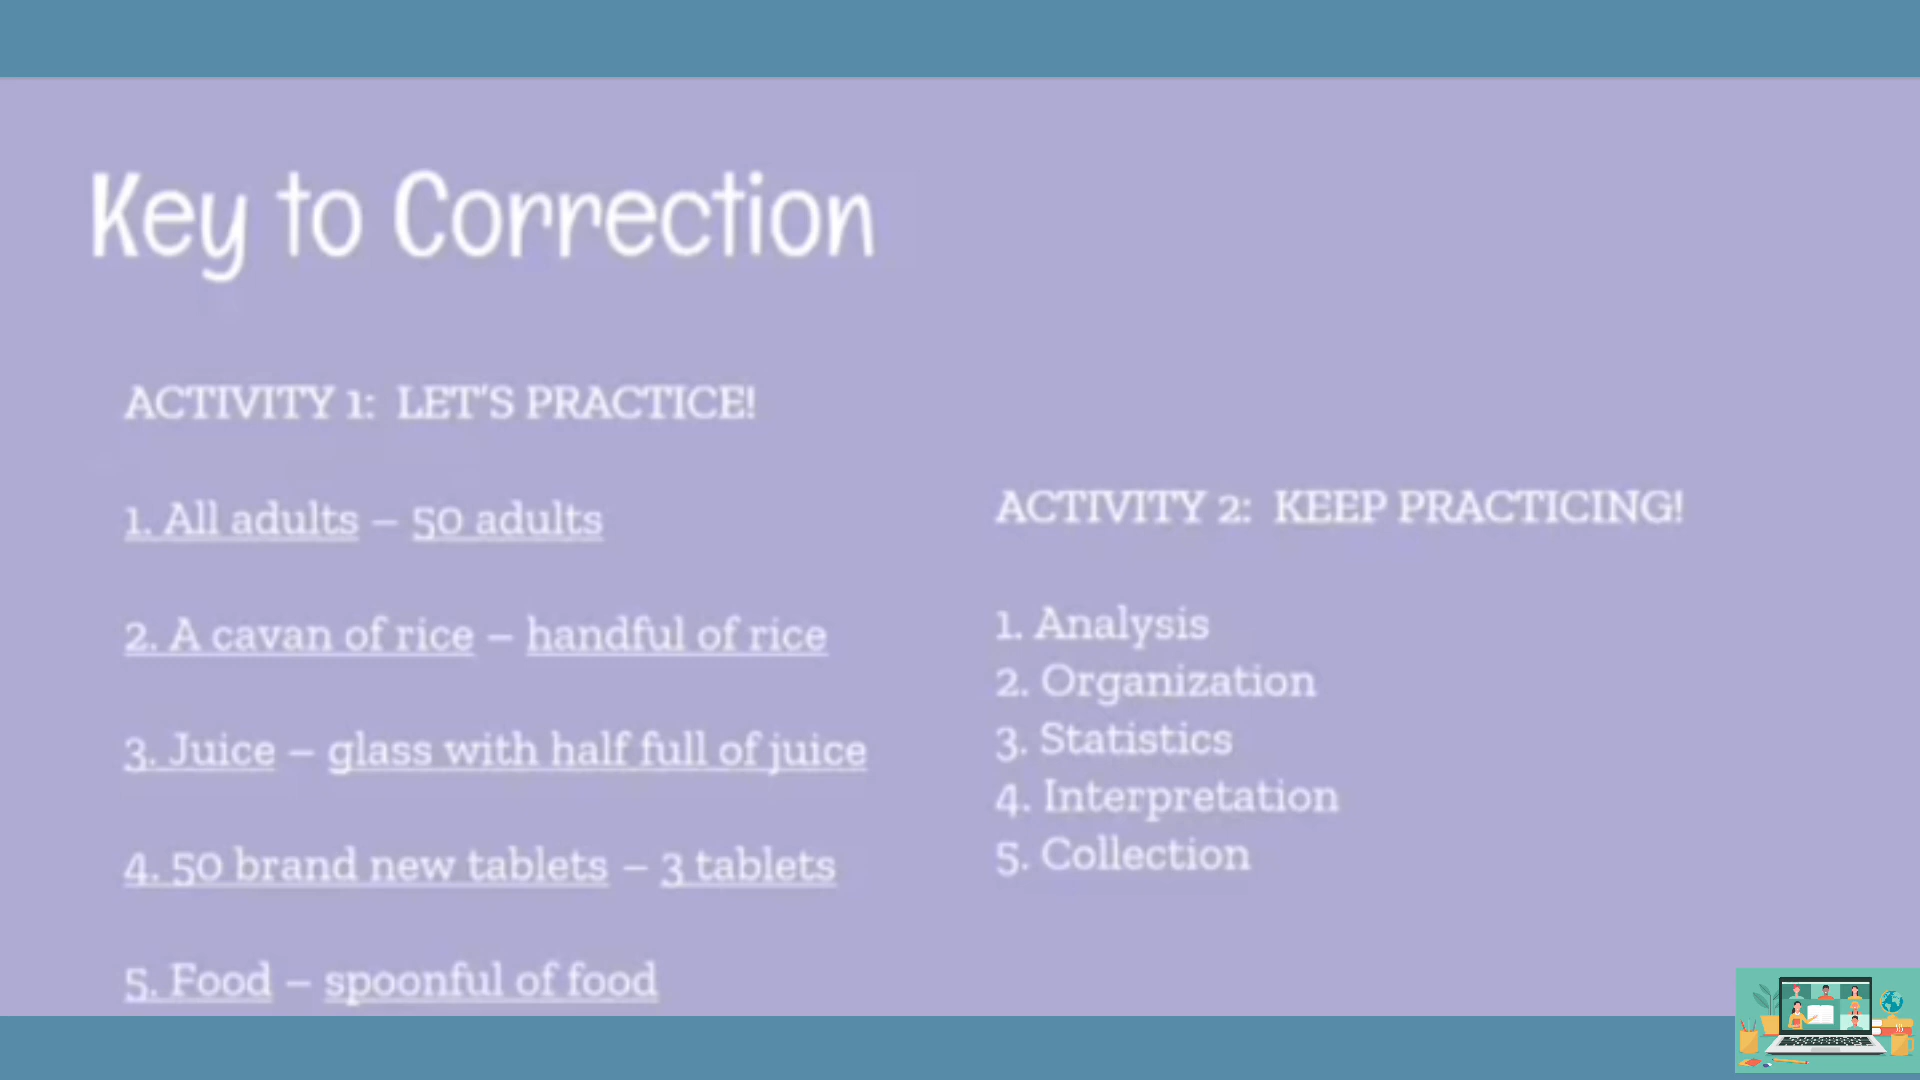 Key to Correction
ACTIVITY 1: LET'S PRACTICE!
1. All adults – 50 adults
2. A cavan of rice – handful of rice
3. Juice – glass with half full of juice
4. 50 brand new tablets – 3 tablets
5. Food – spoonful of food
ACTIVITY 2: KEEP PRACTICING!
1. Analysis
2. Organization
3. Statistics
4. Interpretation
5. Collection